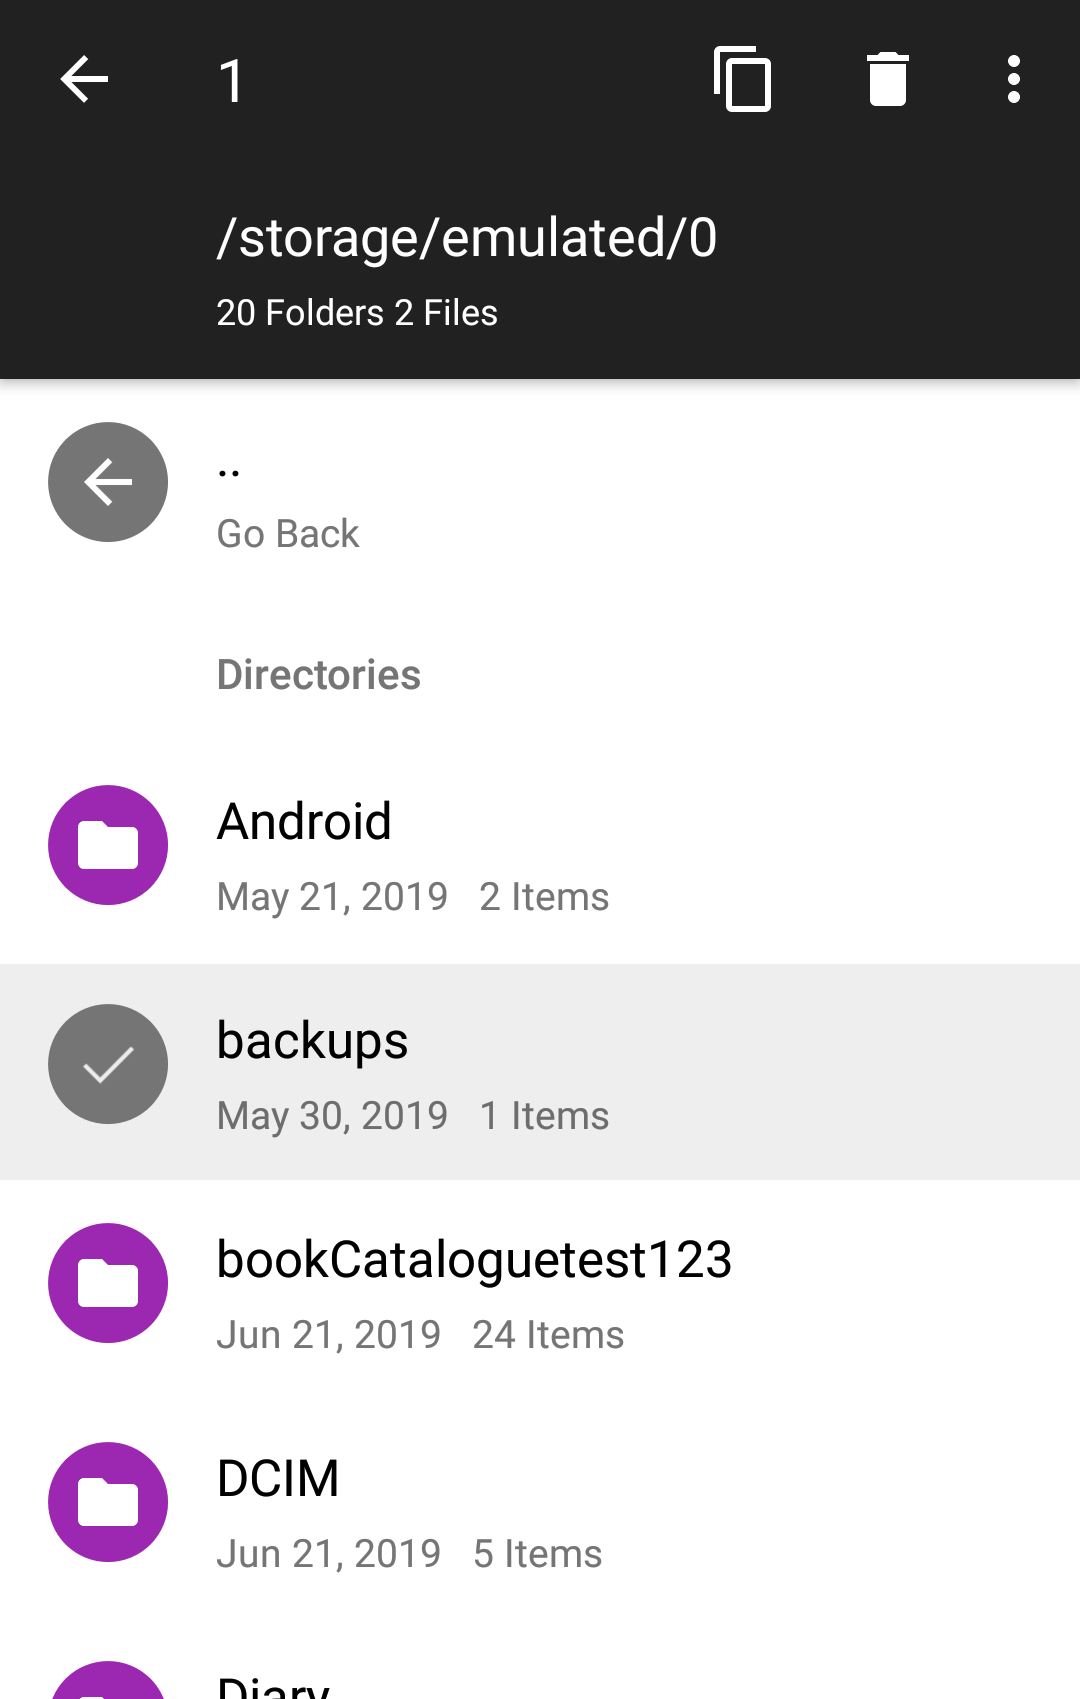 1
/storage/emulated/0
20 Folders 2 Files
..
Go Back
Directories
Android
May 21, 2019 2 Items
backups
May 30, 2019 1 Items
bookCataloguetest123
Jun 21, 2019 24 Items
DCIM
Jun 21, 2019 5 Items
Diary